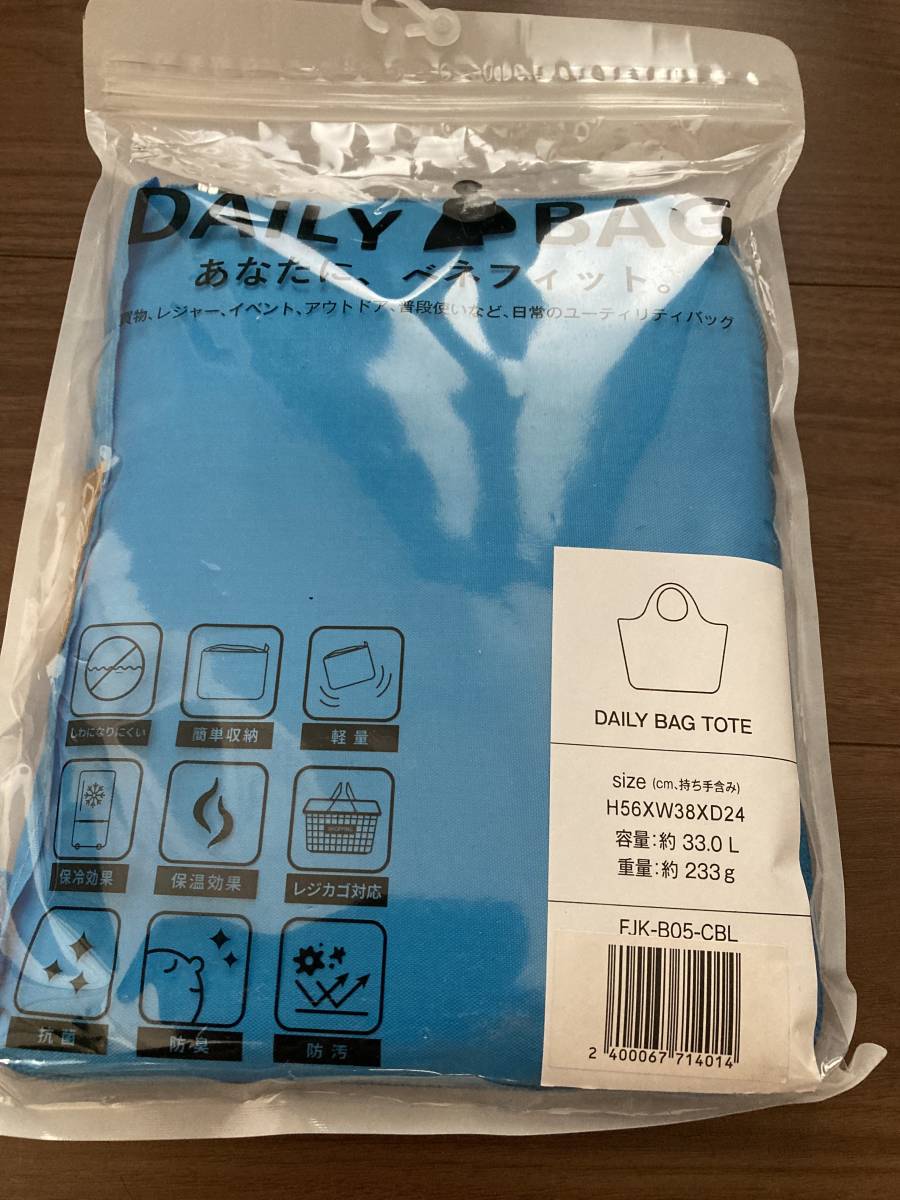 DAILY BAG
あなたに、ベネフィット。
買物、レジャー、イベント、アウトドア、普段使いなど、日常のユーティリティバッグ
しわになりにくい
簡単収納
軽量
保冷効果
保温効果
SHOPPING
レジカゴ対応
抗菌
防臭
防汚
DAILY BAG TOTE
size (cm、持ち手含み)
H56XW38XD24
容量:約 33.0 L
重量:約 233g
FJK-B05-CBL
2 400067 714014